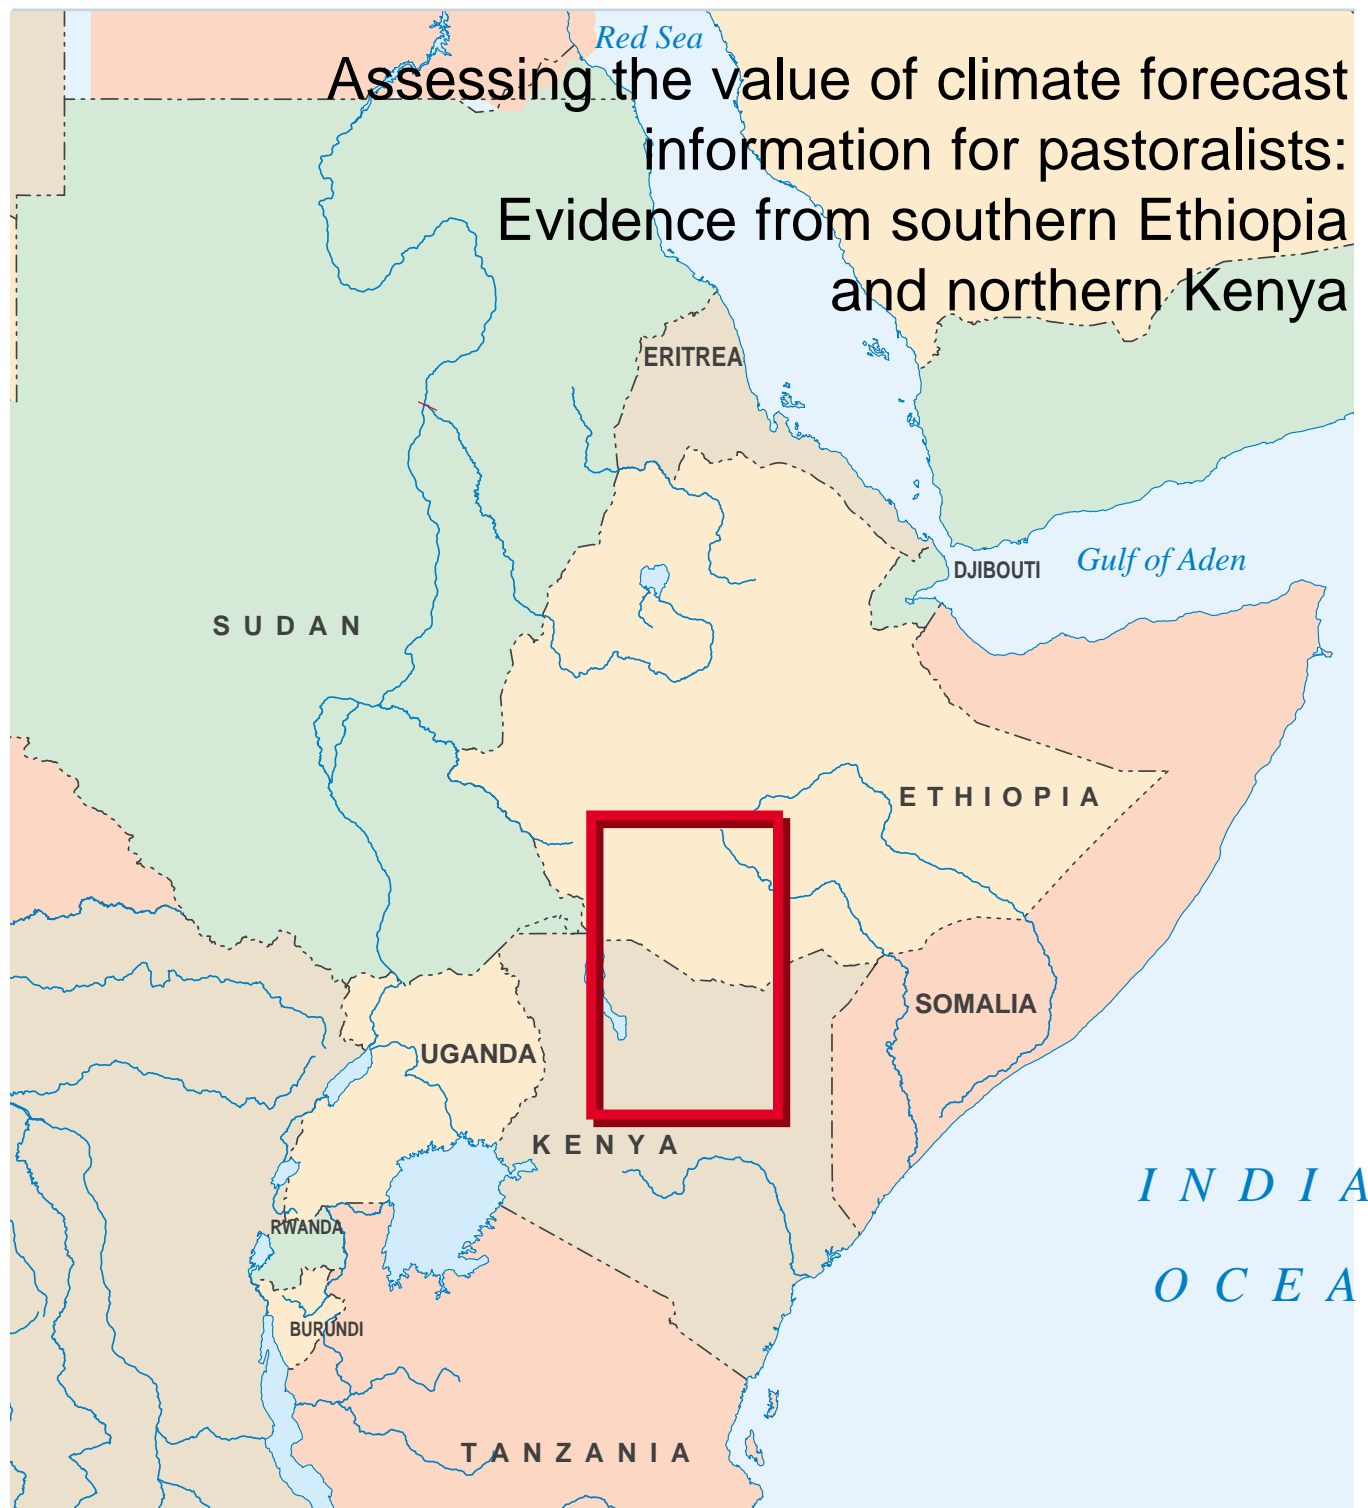 Red Sea
Assessing the value of climate forecast
information for pastoralists:
Evidence from southern Ethiopia
and northern Kenya
ERITREA
DJIBOUTI
Gulf of Aden
SUDAN
ETHIOPIA
SOMALIA
UGANDA
KENYA
INDIA
RWANDA
OCEA
BURUNDI
TANZANIA